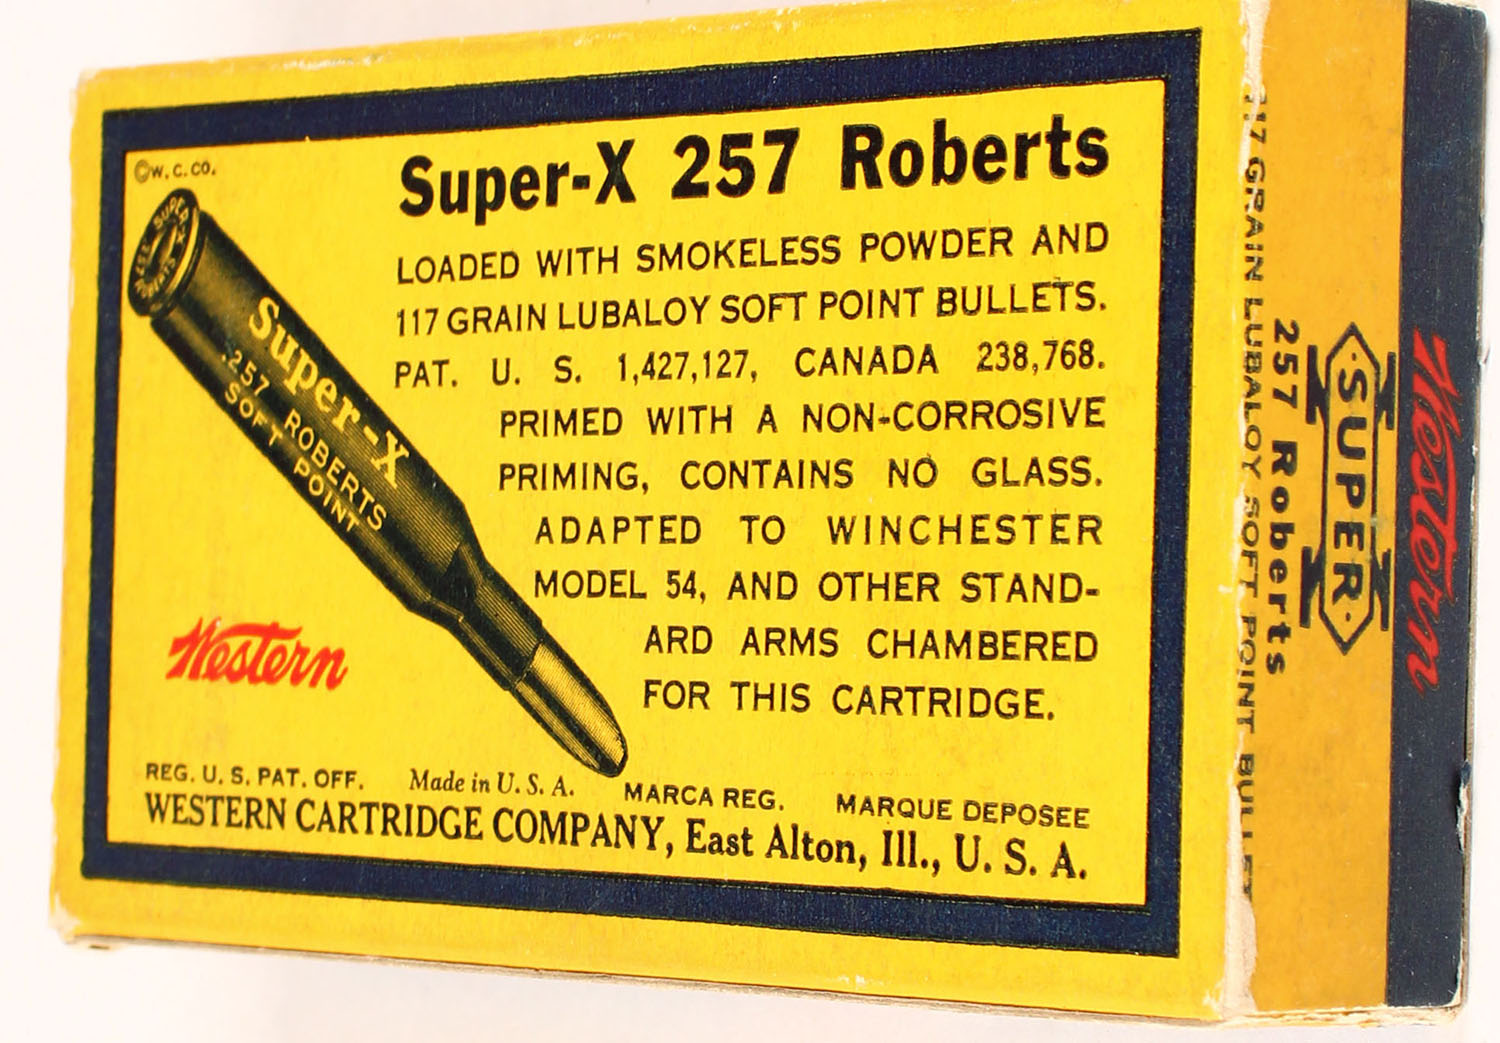 ©W. C. CO.
Super-X 257 Roberts
LOADED WITH SMOKELESS POWDER AND
117 GRAIN LUBALOY SOFT POINT BULLETS.
PAT. U. S. 1,427,127, CANADA 238,768.
PRIMED WITH A NON-CORROSIVE
PRIMING, CONTAINS NO GLASS.
ADAPTED TO WINCHESTER
MODEL 54, AND OTHER STAND-
ARD ARMS CHAMBERED
FOR THIS CARTRIDGE.
SUPER X
Super-X
.257 ROBERTS
SOFT POINT
Western
REG. U. S. PAT. OFF. Made in U. S. A. MARCA REG. MARQUE DEPOSEE
WESTERN CARTRIDGE COMPANY, East Alton, Ill., U. S. A.
Western
X SUPER X
257 Roberts
117 GRAIN LUBALOY SOFT POINT BULLET